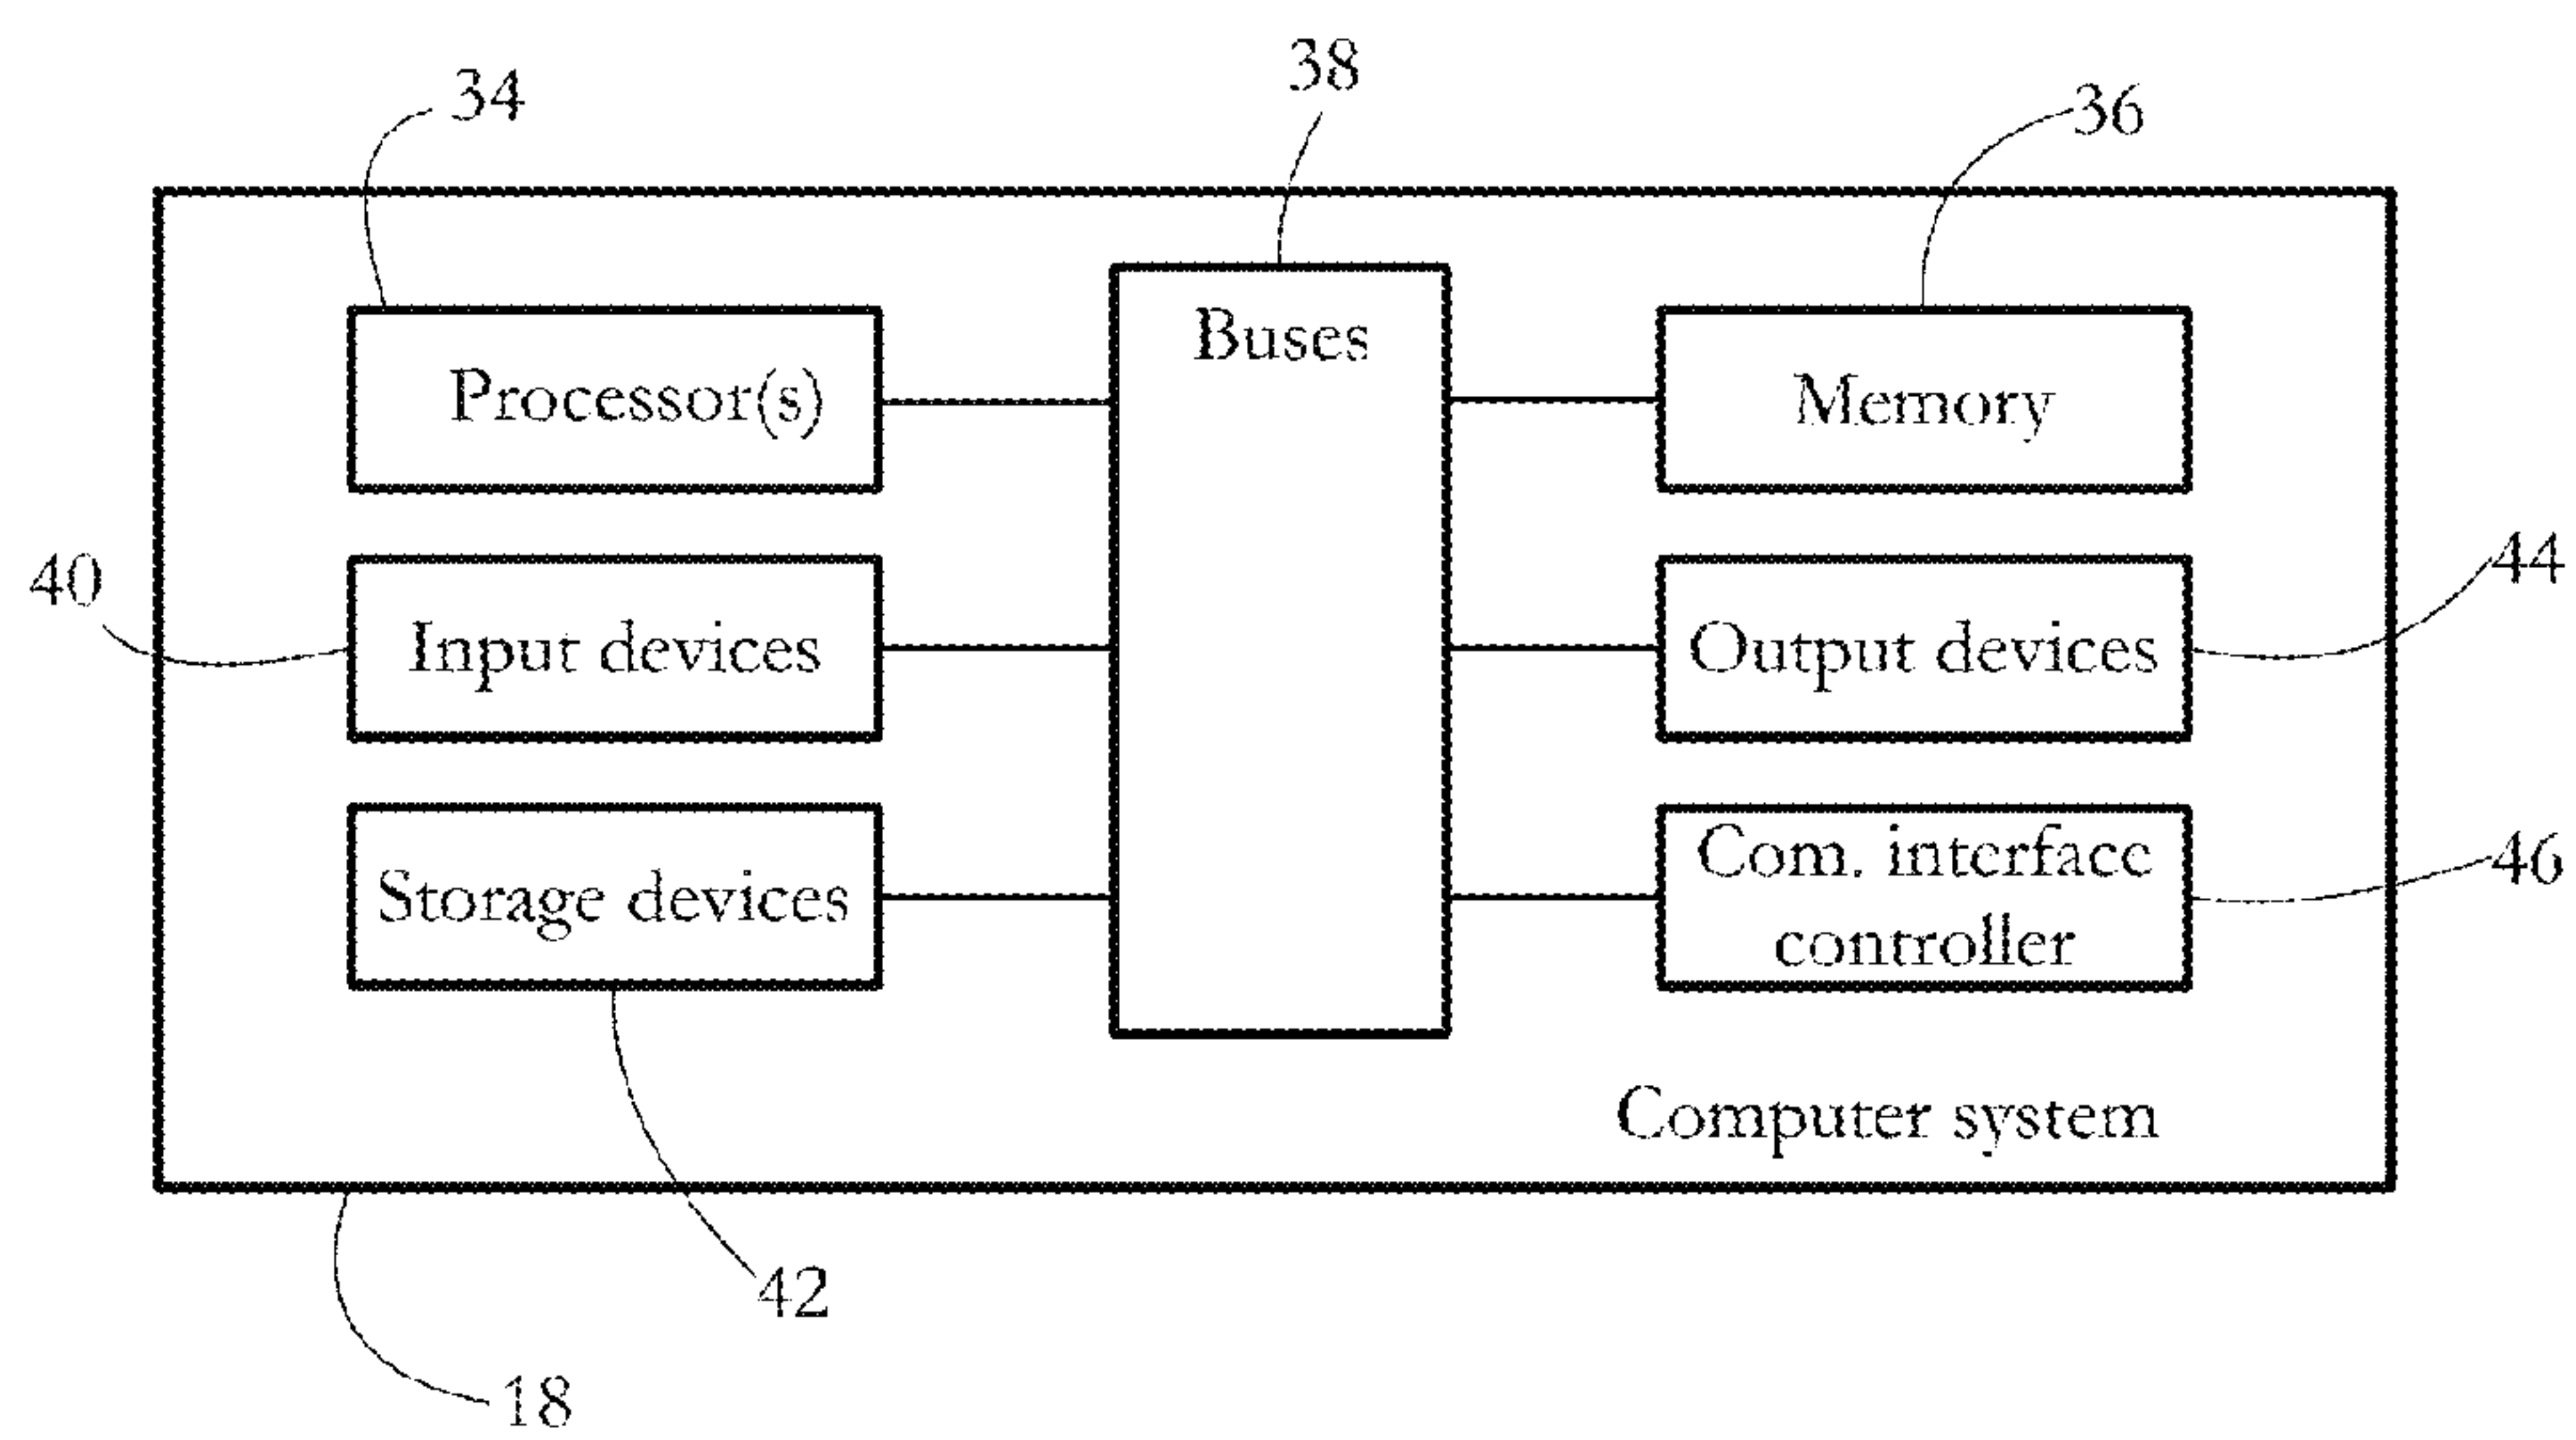 38
34
36
Buses
Processor(s)
Memory
40
44
Input devices
Output devices
46
Storage devices
Com. interface
controller
Computer system
42
18